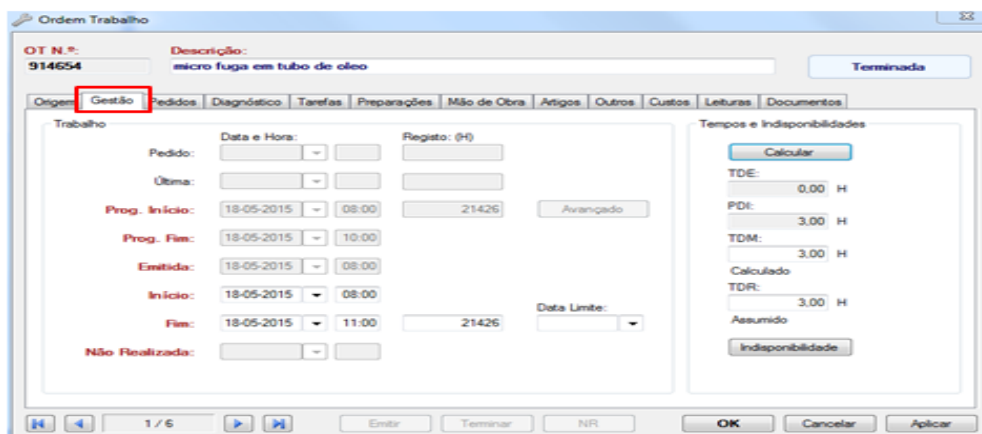 Ordem Trabalho
OT N.º: Descrição:
914654 micro fuga em tubo de oleo Terminada
Origem Gestão Pedidos Diagnóstico Tarefas Preparações Mão de Obra Artigos Outros Custos Leituras Documentos
Trabalho
Data e Hora: Registo: (H)
Pedido:
Última:
Prog. Início: 18-05-2015 08:00 21426 Avançado
Prog. Fim: 18-05-2015 10:00
Emitida: 18-05-2015 08:00
Início: 18-05-2015 08:00
Data Limite:
Fim: 18-05-2015 11:00 21426
Não Realizada:
Tempos e Indisponibilidades
Calcular
TDE:
0,00 H
PDI:
3,00 H
TDM:
3,00 H
Calculado
TDR:
3,00 H
Assumido
Indisponibilidade
1 / 6 Emitir Terminar NR OK Cancelar Aplicar